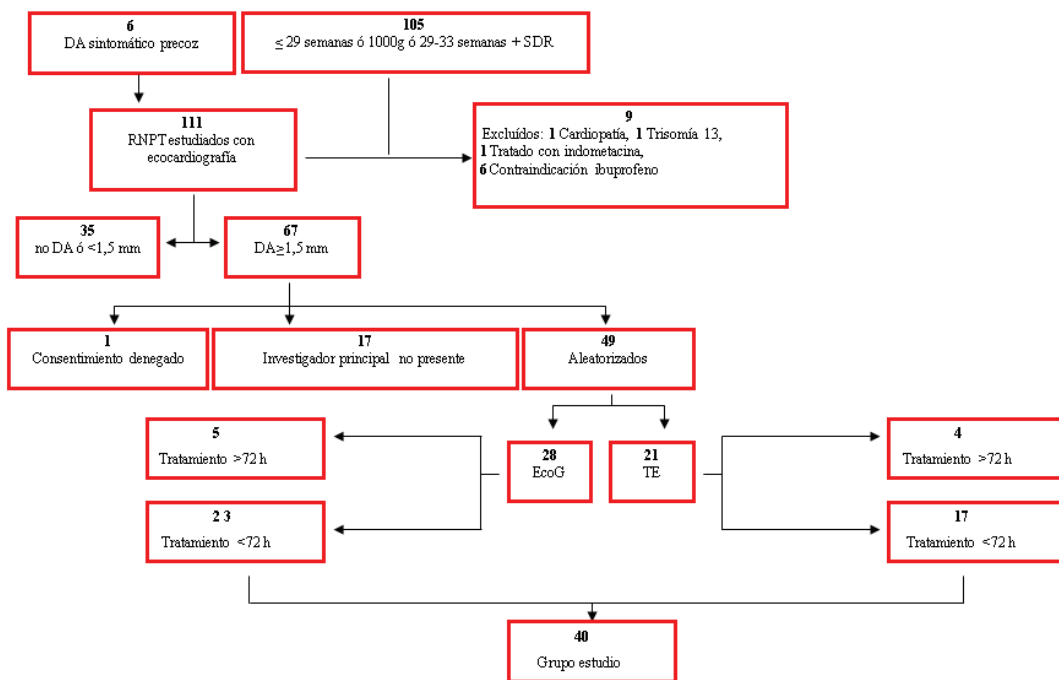 6
DA sintomático precoz
105
≤ 29 semanas ó 1000g ó 29-33 semanas + SDR
111
RNPT estudiados con
ecocardiografía
9
Excluídos: 1 Cardiopatía, 1 Trisomía 13,
1 Tratado con indometacina,
6 Contraindicación ibuprofeno
35
no DA ó <1,5 mm
67
DA≥1,5 mm
1
Consentimiento denegado
17
Investigador principal no presente
49
Aleatorizados
5
Tratamiento >72 h
28
EcoG
21
TE
4
Tratamiento >72 h
2 3
Tratamiento <72 h
17
Tratamiento <72 h
40
Grupo estudio